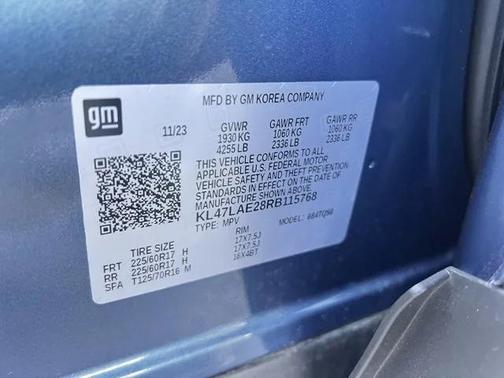 gm
MFD BY GM KOREA COMPANY
11/23 GVWR GAWR FRT GAWR RR
1930 KG 1060 KG 1060 KG
4255 LB 2336 LB 2336 LB
THIS VEHICLE CONFORMS TO ALL
APPLICABLE U.S. FEDERAL MOTOR
VEHICLE SAFETY AND THEFT
PREVENTION STANDARDS IN
EFFECT ON THE DATE OF
MANUFACTURE SHOWN ABOVE.
KL47LAE28RB115768
TYPE: MPV MODEL:
TIRE SIZE RIM
FRT 225/60R17 H 17X7.5J
RR 225/60R17 H 17X7.5J
SPA T125/70R16 M 16X4BT